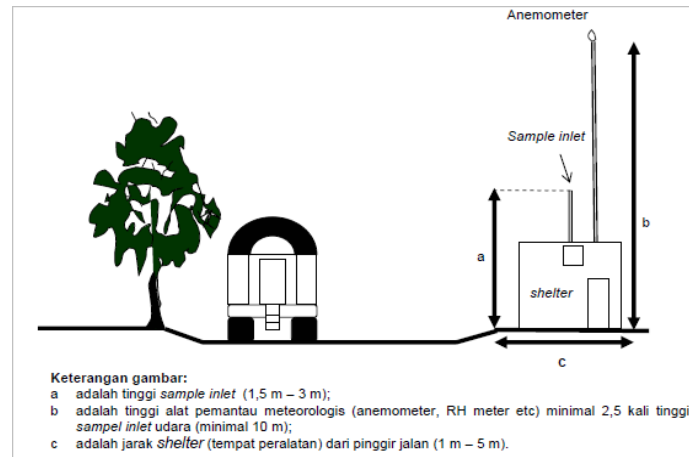 Anemometer
Sample inlet
b
a
shelter
c
Keterangan gambar:
a adalah tinggi sample inlet (1,5 m – 3 m);
b adalah tinggi alat pemantau meteorologis (anemometer, RH meter etc) minimal 2,5 kali tinggi
sampel inlet udara (minimal 10 m);
c adalah jarak shelter (tempat peralatan) dari pinggir jalan (1 m – 5 m).